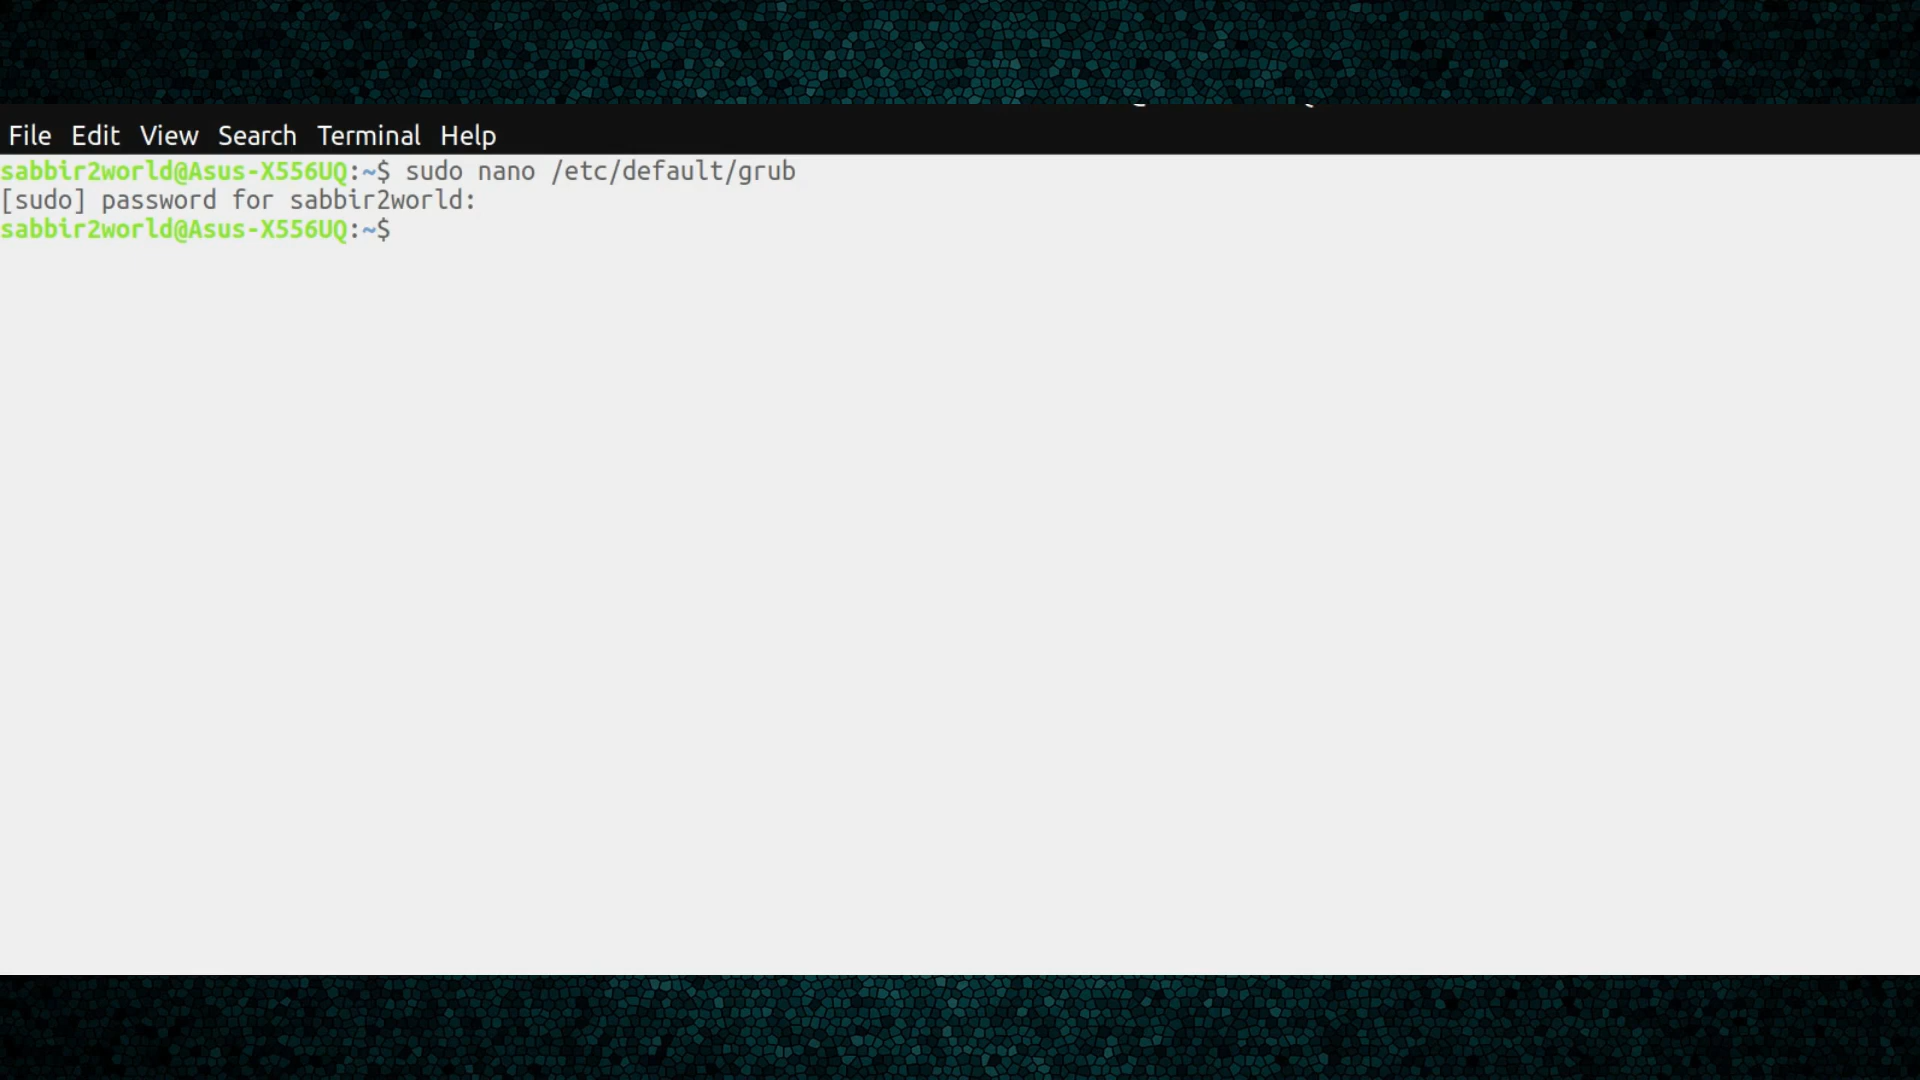 File Edit View Search Terminal Help
sabbir2world@Asus-X556UQ:~$ sudo nano /etc/default/grub
[sudo] password for sabbir2world:
sabbir2world@Asus-X556UQ:~$